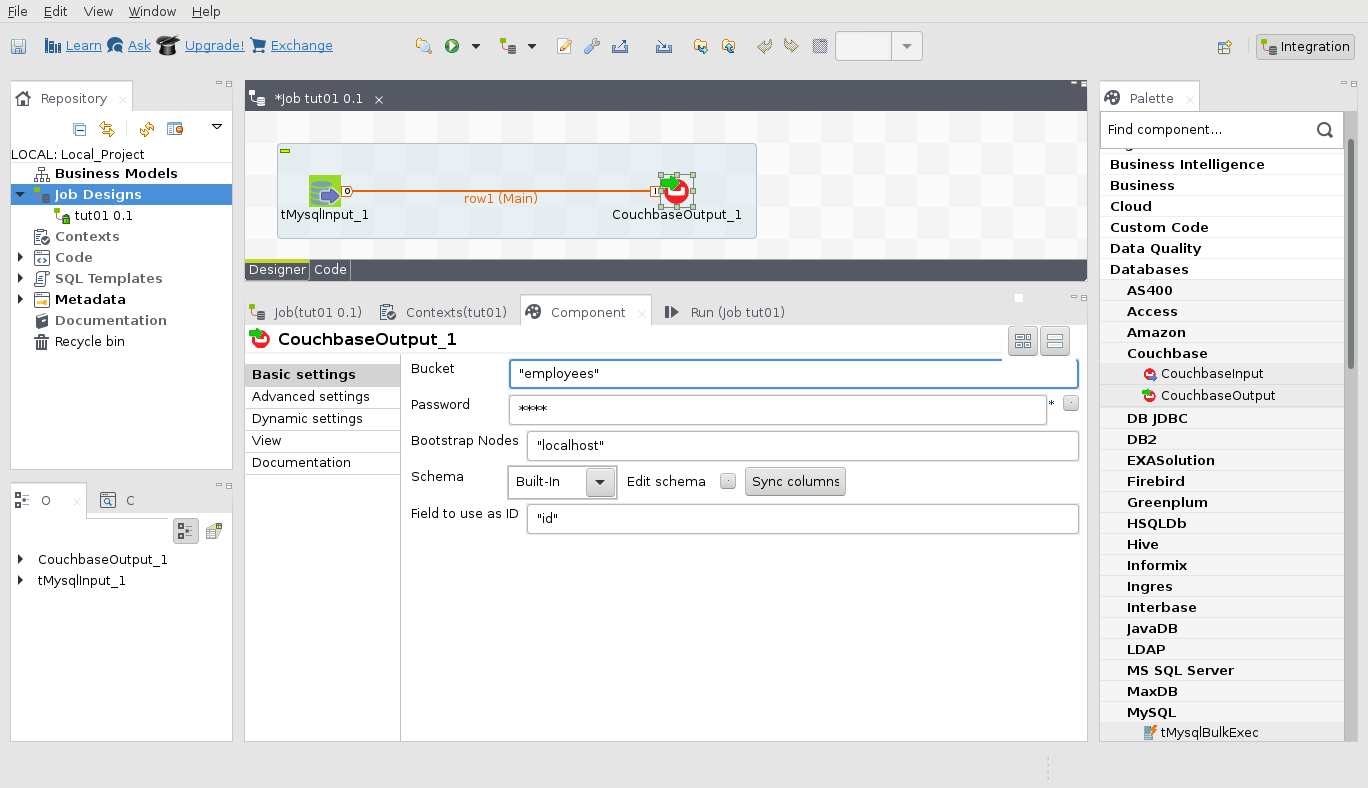 File Edit View Window Help
Learn Ask Upgrade! Exchange
Integration
Repository
LOCAL: Local_Project
Business Models
Job Designs
tut01 0.1
Contexts
Code
SQL Templates
Metadata
Documentation
Recycle bin
O C
CouchbaseOutput_1
tMysqlInput_1
*Job tut01 0.1
O I
row1 (Main)
tMysqlInput_1 CouchbaseOutput_1
Designer Code
Job(tut01 0.1) Contexts(tut01) Component Run (Job tut01)
CouchbaseOutput_1
Basic settings
Advanced settings
Dynamic settings
View
Documentation
Bucket "employees"
Password **** *
Bootstrap Nodes "localhost"
Schema Built-In Edit schema Sync columns
Field to use as ID "id"
Palette
Find component...
Business Intelligence
Business
Cloud
Custom Code
Data Quality
Databases
AS400
Access
Amazon
Couchbase
CouchbaseInput
CouchbaseOutput
DB JDBC
DB2
EXASolution
Firebird
Greenplum
HSQLDb
Hive
Informix
Ingres
Interbase
JavaDB
LDAP
MS SQL Server
MaxDB
MySQL
tMysqlBulkExec